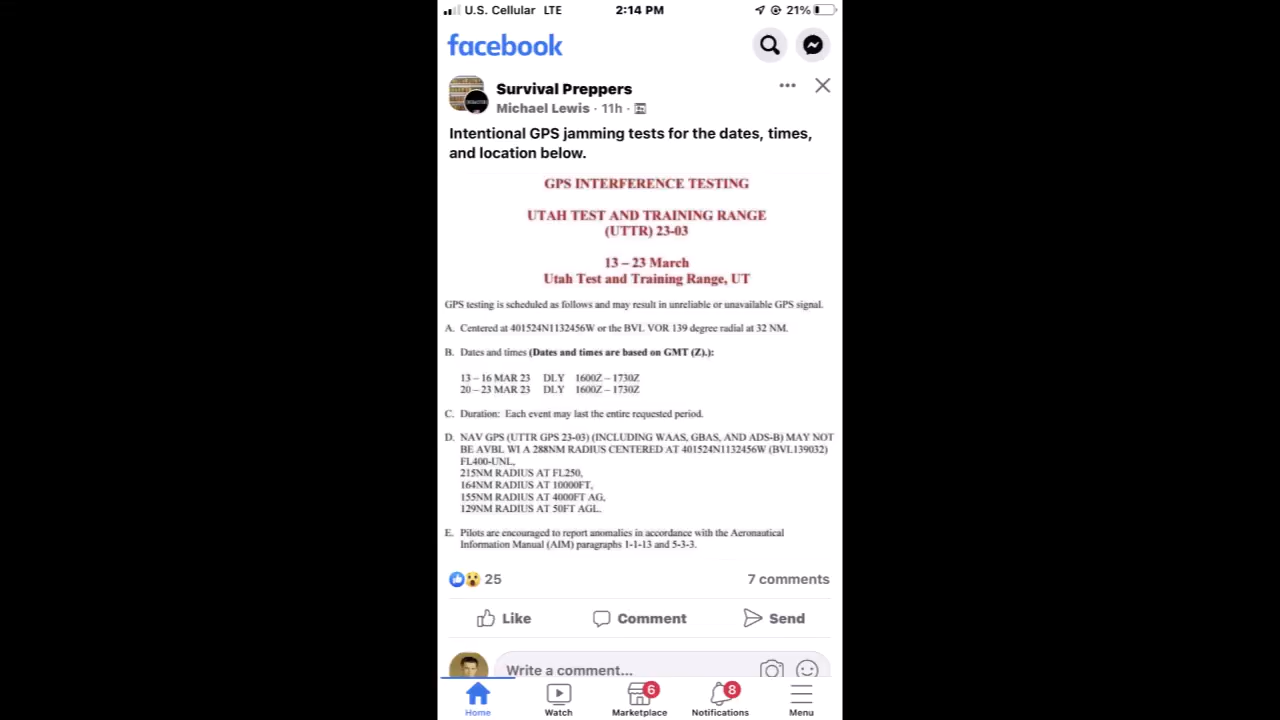 U.S. Cellular LTE 2:14 PM 21%
facebook
Survival Preppers
Michael Lewis · 11h ·
Intentional GPS jamming tests for the dates, times,
and location below.
GPS INTERFERENCE TESTING
UTAH TEST AND TRAINING RANGE
(UTTR) 23-03
13 – 23 March
Utah Test and Training Range, UT
GPS testing is scheduled as follows and may result in unreliable or unavailable GPS signal.
A. Centered at 401524N1132456W or the BVL VOR 139 degree radial at 32 NM.
B. Dates and times (Dates and times are based on GMT (Z).):
13 – 16 MAR 23 DLY 1600Z – 1730Z
20 – 23 MAR 23 DLY 1600Z – 1730Z
C. Duration: Each event may last the entire requested period.
D. NAV GPS (UTTR GPS 23-03) (INCLUDING WAAS, GBAS, AND ADS-B) MAY NOT
BE AVBL WI A 288NM RADIUS CENTERED AT 401524N1132456W (BVL139032)
FL400-UNL,
215NM RADIUS AT FL250,
164NM RADIUS AT 10000FT,
155NM RADIUS AT 4000FT AG,
129NM RADIUS AT 50FT AGL.
E. Pilots are encouraged to report anomalies in accordance with the Aeronautical
Information Manual (AIM) paragraphs 1-1-13 and 5-3-3.
25 7 comments
Like Comment Send
Write a comment...
6 8
Home Watch Marketplace Notifications Menu